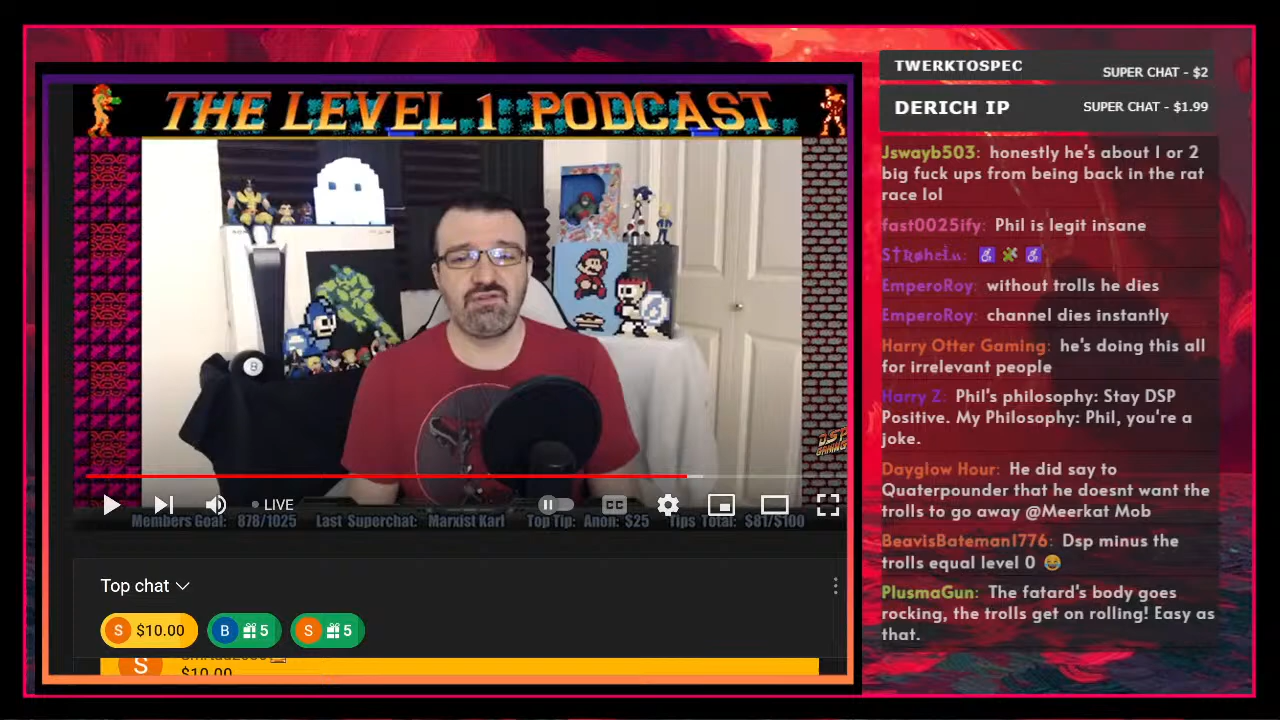 THE LEVEL 1 PODCAST
8
DSP
GAMING
LIVE
CC
Members Goal: 878/1025 Last Superchat: Marxist Karl Top Tip: Anon: $25 Tips Total: $81/$100
Top chat
S $10.00 B 5 S 5
S
$10.00
TWERKTOSPEC SUPER CHAT - $2
DERICH IP SUPER CHAT - $1.99
Jswayb503: honestly he's about 1 or 2
big fuck ups from being back in the rat
race lol
fast0025ify: Phil is legit insane
EmperoRoy: without trolls he dies
EmperoRoy: channel dies instantly
Harry Otter Gaming: he's doing this all
for irrelevant people
Harry Z: Phil's philosophy: Stay DSP
Positive. My Philosophy: Phil, you're a
joke.
Dayglow Hour: He did say to
Quaterpounder that he doesnt want the
trolls to go away @Meerkat Mob
BeavisBateman1776: Dsp minus the
trolls equal level 0 😂
PlusmaGun: The fatard's body goes
rocking, the trolls get on rolling! Easy as
that.